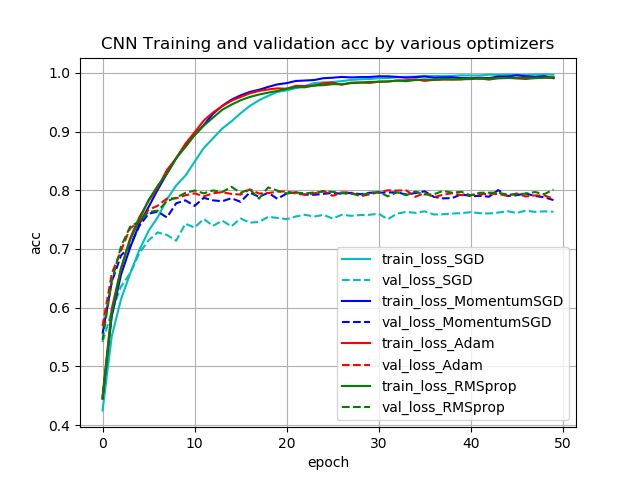 CNN Training and validation acc by various optimizers
1.0
0.9
0.8
0.7
0.6
0.5
0.4
acc
train_loss_SGD
val_loss_SGD
train_loss_MomentumSGD
val_loss_MomentumSGD
train_loss_Adam
val_loss_Adam
train_loss_RMSprop
val_loss_RMSprop
0 10 20 30 40 50
epoch